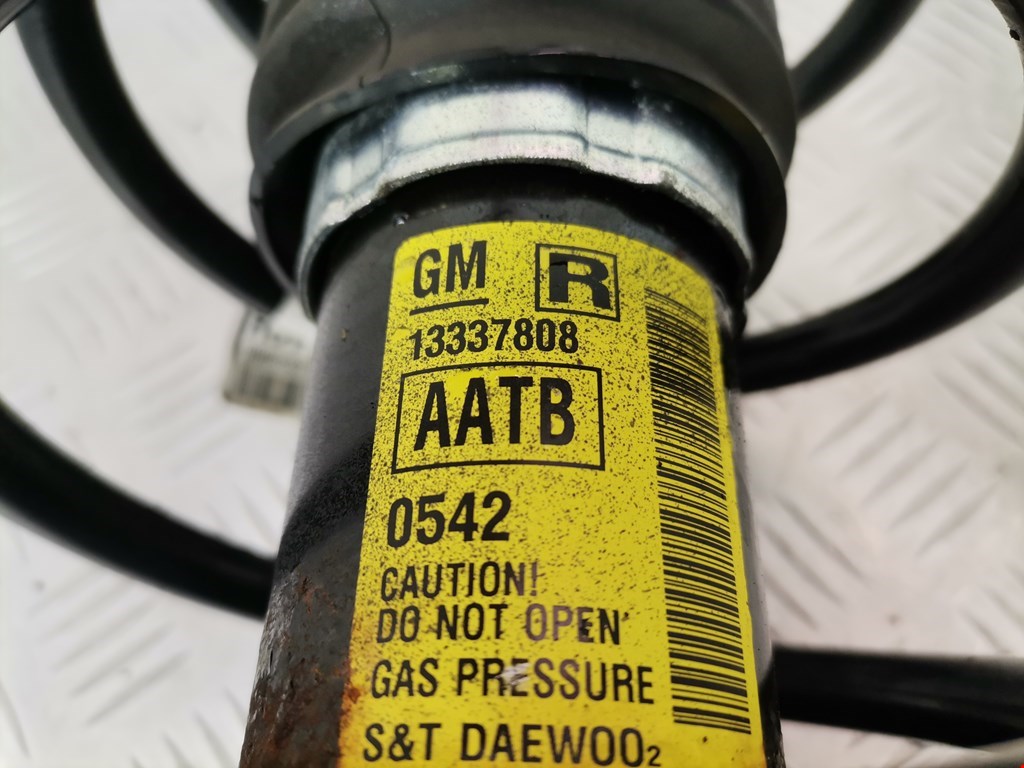 GM R
13337808
AATB
0542
CAUTION!
DO NOT OPEN
GAS PRESSURE
S&T DAEWOO2